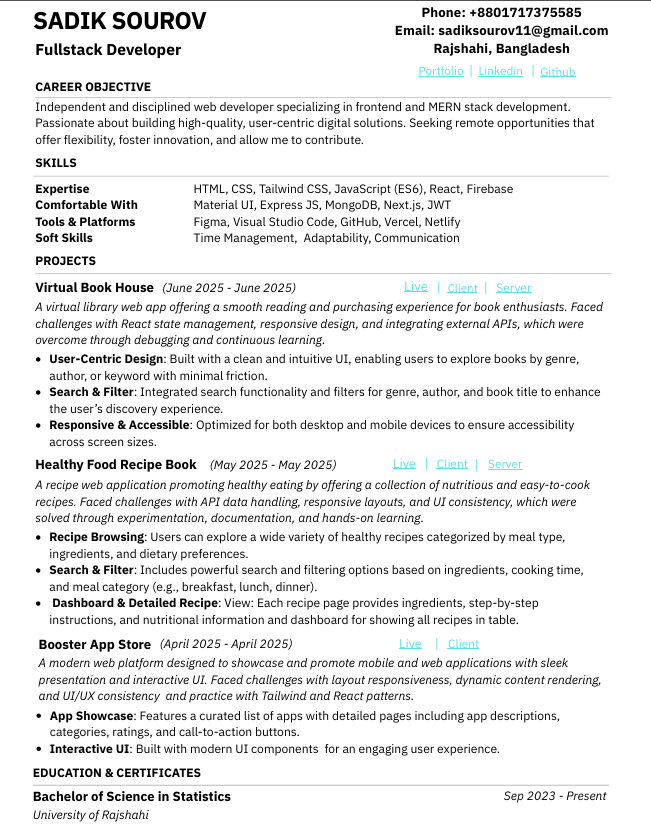 SADIK SOUROV
Fullstack Developer
Phone: +8801717375585
Email: sadiksourov11@gmail.com
Rajshahi, Bangladesh
Portfolio | Linkedin | Github
CAREER OBJECTIVE
Independent and disciplined web developer specializing in frontend and MERN stack development.
Passionate about building high-quality, user-centric digital solutions. Seeking remote opportunities that
offer flexibility, foster innovation, and allow me to contribute.
SKILLS
Expertise HTML, CSS, Tailwind CSS, JavaScript (ES6), React, Firebase
Comfortable With Material UI, Express JS, MongoDB, Next.js, JWT
Tools & Platforms Figma, Visual Studio Code, GitHub, Vercel, Netlify
Soft Skills Time Management, Adaptability, Communication
PROJECTS
Virtual Book House (June 2025 - June 2025) Live | Client | Server
A virtual library web app offering a smooth reading and purchasing experience for book enthusiasts. Faced
challenges with React state management, responsive design, and integrating external APIs, which were
overcome through debugging and continuous learning.
• User-Centric Design: Built with a clean and intuitive UI, enabling users to explore books by genre,
author, or keyword with minimal friction.
• Search & Filter: Integrated search functionality and filters for genre, author, and book title to enhance
the user's discovery experience.
• Responsive & Accessible: Optimized for both desktop and mobile devices to ensure accessibility
across screen sizes.
Healthy Food Recipe Book (May 2025 - May 2025) Live | Client | Server
A recipe web application promoting healthy eating by offering a collection of nutritious and easy-to-cook
recipes. Faced challenges with API data handling, responsive layouts, and UI consistency, which were
solved through experimentation, documentation, and hands-on learning.
• Recipe Browsing: Users can explore a wide variety of healthy recipes categorized by meal type,
ingredients, and dietary preferences.
• Search & Filter: Includes powerful search and filtering options based on ingredients, cooking time,
and meal category (e.g., breakfast, lunch, dinner).
• Dashboard & Detailed Recipe: View: Each recipe page provides ingredients, step-by-step
instructions, and nutritional information and dashboard for showing all recipes in table.
Booster App Store (April 2025 - April 2025) Live | Client
A modern web platform designed to showcase and promote mobile and web applications with sleek
presentation and interactive UI. Faced challenges with layout responsiveness, dynamic content rendering,
and UI/UX consistency and practice with Tailwind and React patterns.
• App Showcase: Features a curated list of apps with detailed pages including app descriptions,
categories, ratings, and call-to-action buttons.
• Interactive UI: Built with modern UI components for an engaging user experience.
EDUCATION & CERTIFICATES
Bachelor of Science in Statistics Sep 2023 - Present
University of Rajshahi